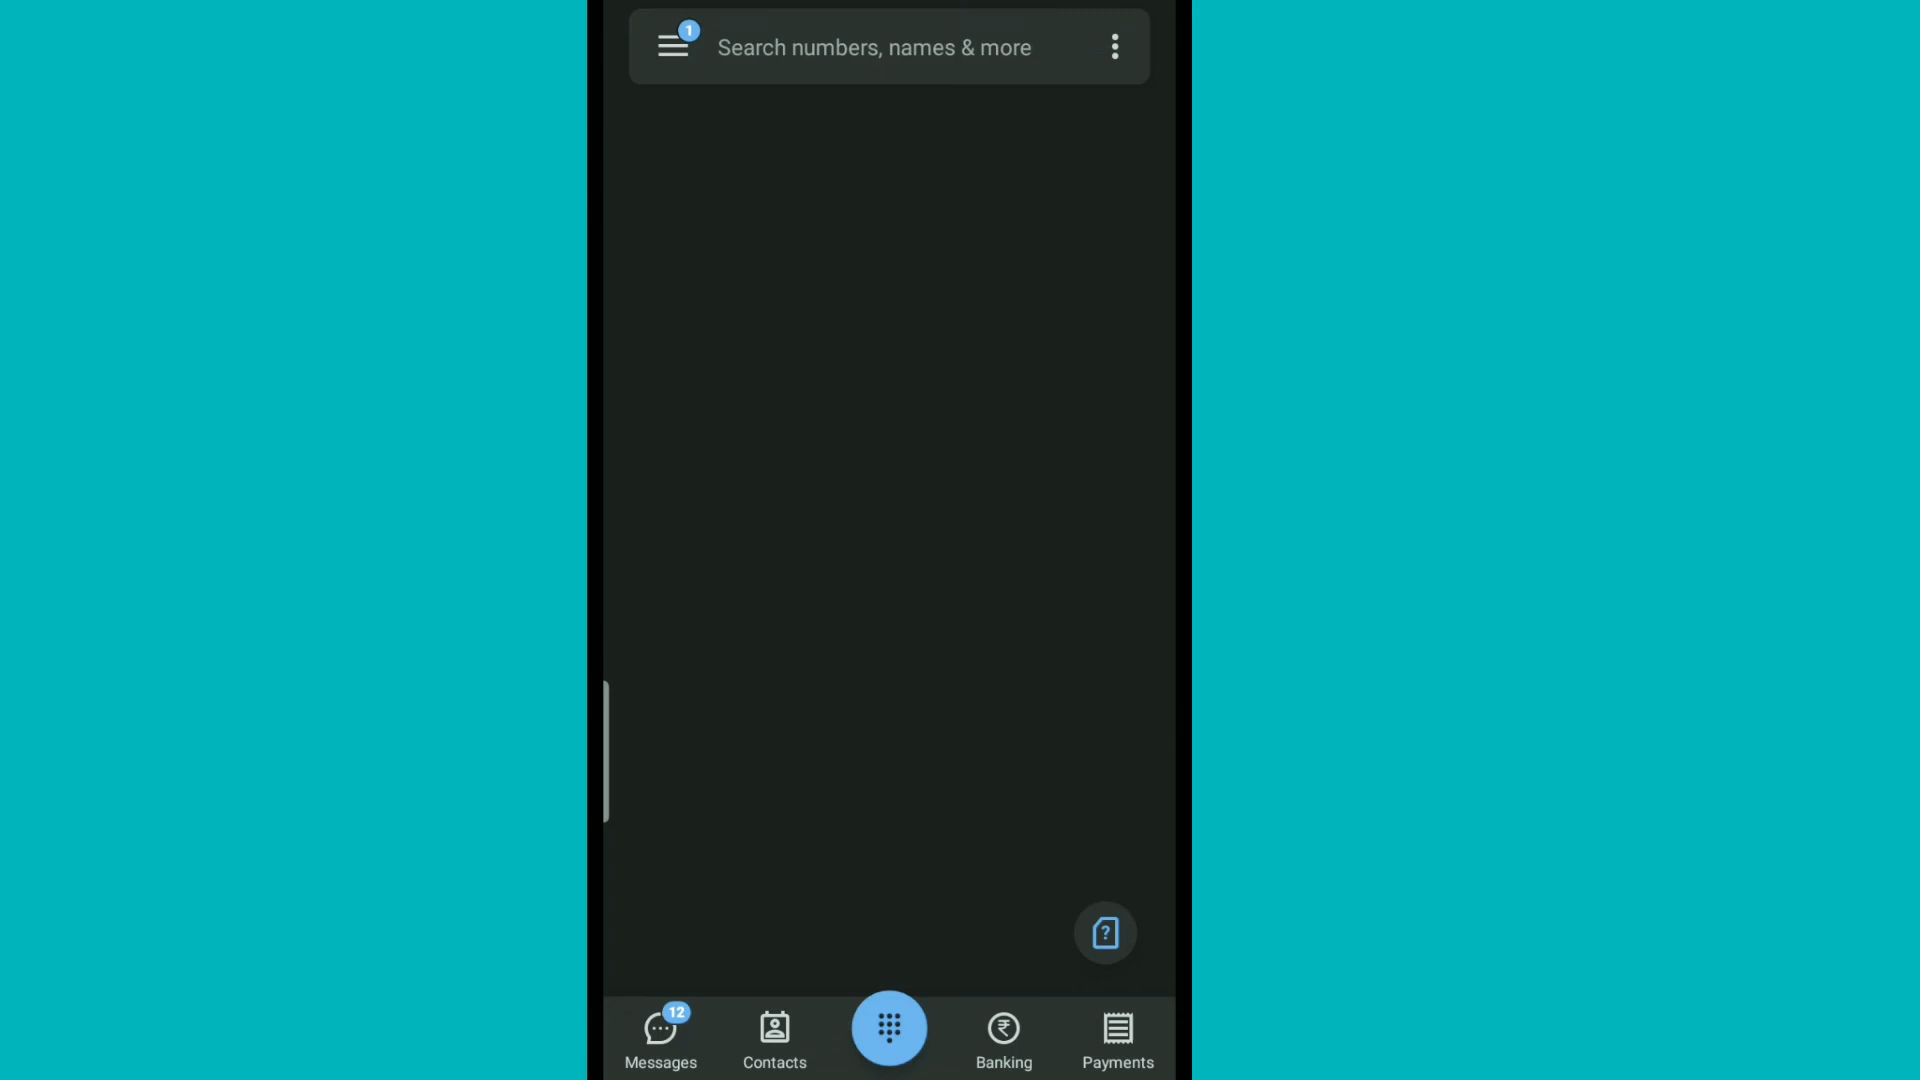 1
Search numbers, names & more
?
12
Messages
Contacts
Banking
Payments